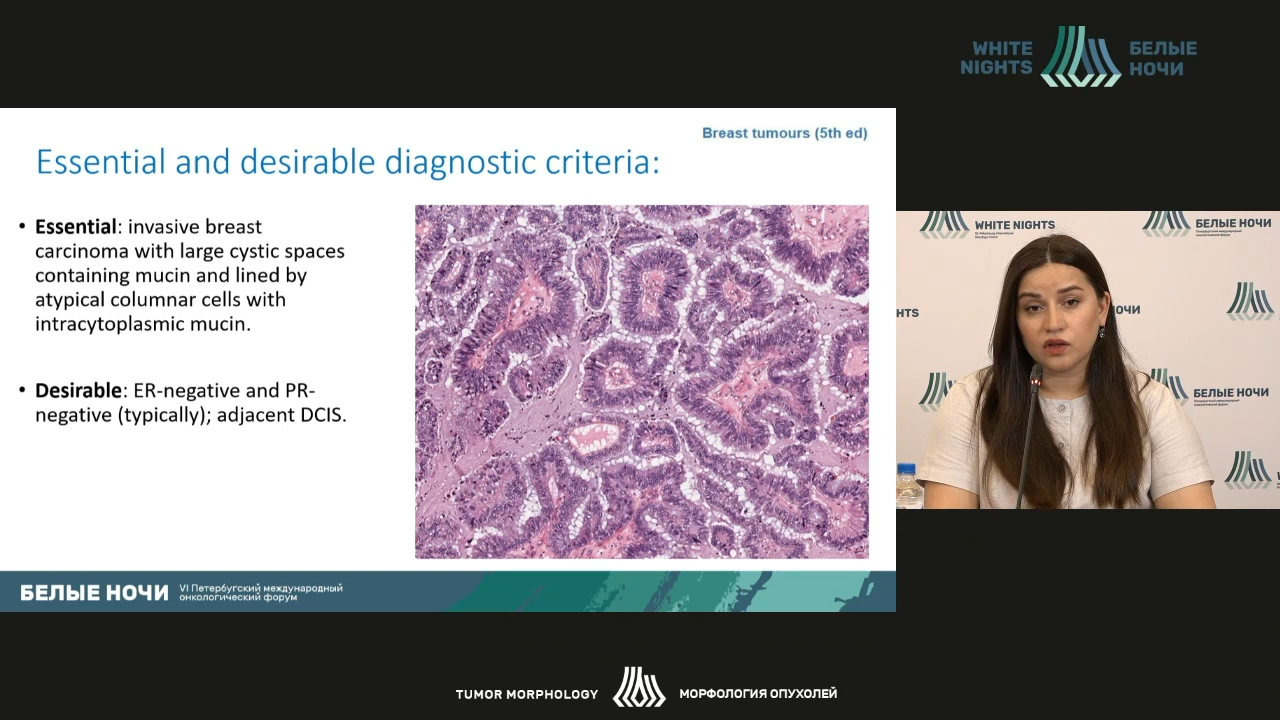 WHITE
NIGHTS
БЕЛЫЕ
НОЧИ
Breast tumours (5th ed)
Essential and desirable diagnostic criteria:
• Essential: invasive breast
carcinoma with large cystic spaces
containing mucin and lined by
atypical columnar cells with
intracytoplasmic mucin.
• Desirable: ER-negative and PR-
negative (typically); adjacent DCIS.
WHITE NIGHTS
БЕЛЫЕ НОЧИ
HTS
ОЧИ
БЕЛЫЕ НОЧИ
БЕЛЫЕ НОЧИ
VI Петербугский международный
онкологический форум
TUMOR MORPHOLOGY
МОРФОЛОГИЯ ОПУХОЛЕЙ